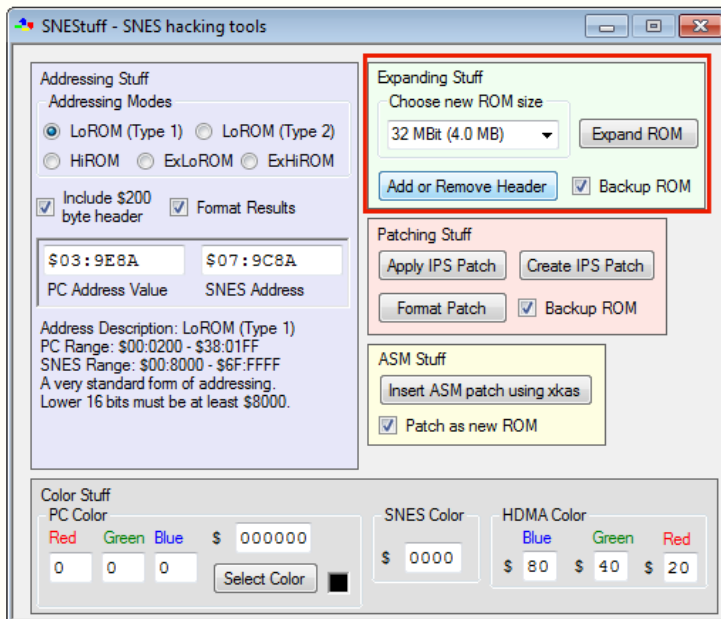 SNEStuff - SNES hacking tools
Addressing Stuff
Addressing Modes
LoROM (Type 1) LoROM (Type 2)
HiROM ExLoROM ExHiROM
Include $200
byte header
Format Results
$03:9E8A $07:9C8A
PC Address Value SNES Address
Address Description: LoROM (Type 1)
PC Range: $00:0200 - $38:01FF
SNES Range: $00:8000 - $6F:FFFF
A very standard form of addressing.
Lower 16 bits must be at least $8000.
Expanding Stuff
Choose new ROM size
32 MBit (4.0 MB) Expand ROM
Add or Remove Header Backup ROM
Patching Stuff
Apply IPS Patch Create IPS Patch
Format Patch Backup ROM
ASM Stuff
Insert ASM patch using xkas
Patch as new ROM
Color Stuff
PC Color
Red Green Blue $ 000000
0 0 0
Select Color
SNES Color
$ 0000
HDMA Color
Blue Green Red
$ 80 $ 40 $ 20